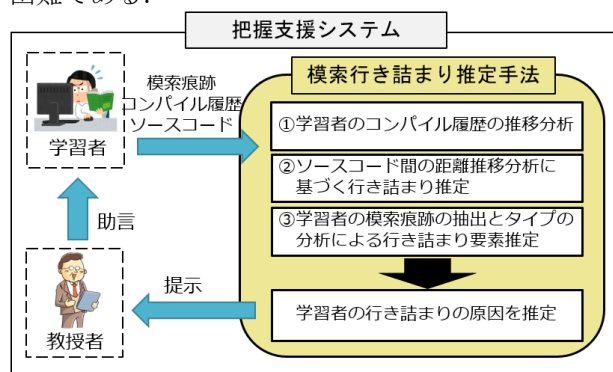 把握支援システム
模索痕跡
コンパイル履歴
ソースコード
学習者
助言
教授者
提示
模索行き詰まり推定手法
①学習者のコンパイル履歴の推移分析
②ソースコード間の距離推移分析に
基づく行き詰まり推定
③学習者の模索痕跡の抽出とタイプの
分析による行き詰まり要素推定
学習者の行き詰まりの原因を推定